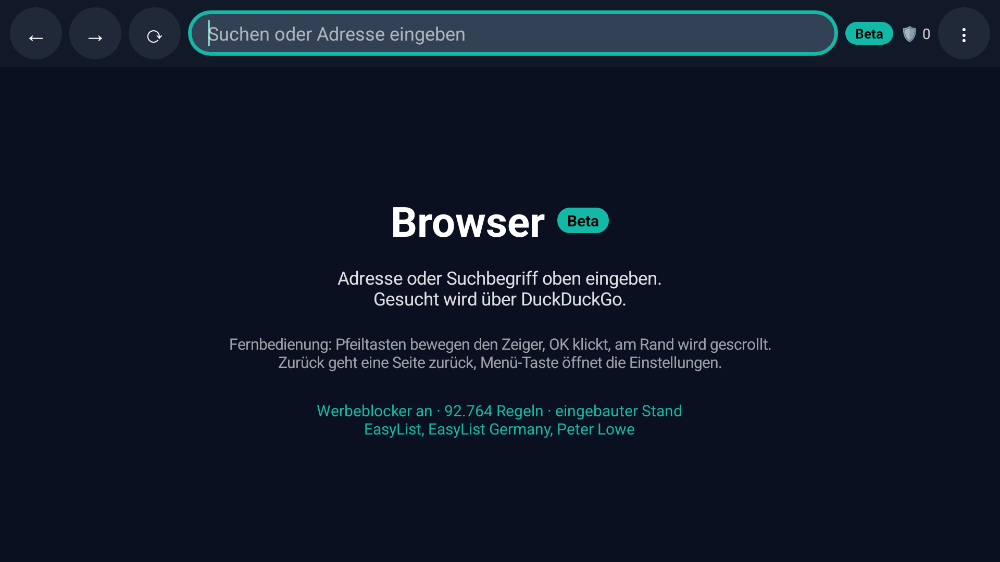 Suchen oder Adresse eingeben
Beta
0
Browser Beta
Adresse oder Suchbegriff oben eingeben.
Gesucht wird über DuckDuckGo.
Fernbedienung: Pfeiltasten bewegen den Zeiger, OK klickt, am Rand wird gescrollt.
Zurück geht eine Seite zurück, Menü-Taste öffnet die Einstellungen.
Werbeblocker an · 92.764 Regeln · eingebauter Stand
EasyList, EasyList Germany, Peter Lowe